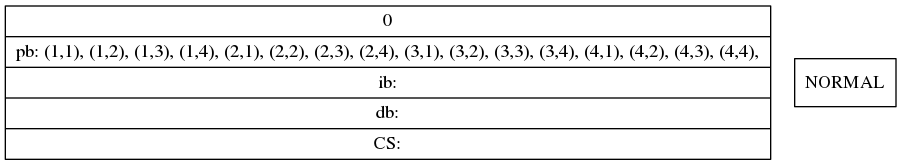 0
pb: (1,1), (1,2), (1,3), (1,4), (2,1), (2,2), (2,3), (2,4), (3,1), (3,2), (3,3), (3,4), (4,1), (4,2), (4,3), (4,4),
ib:
db:
CS:
NORMAL